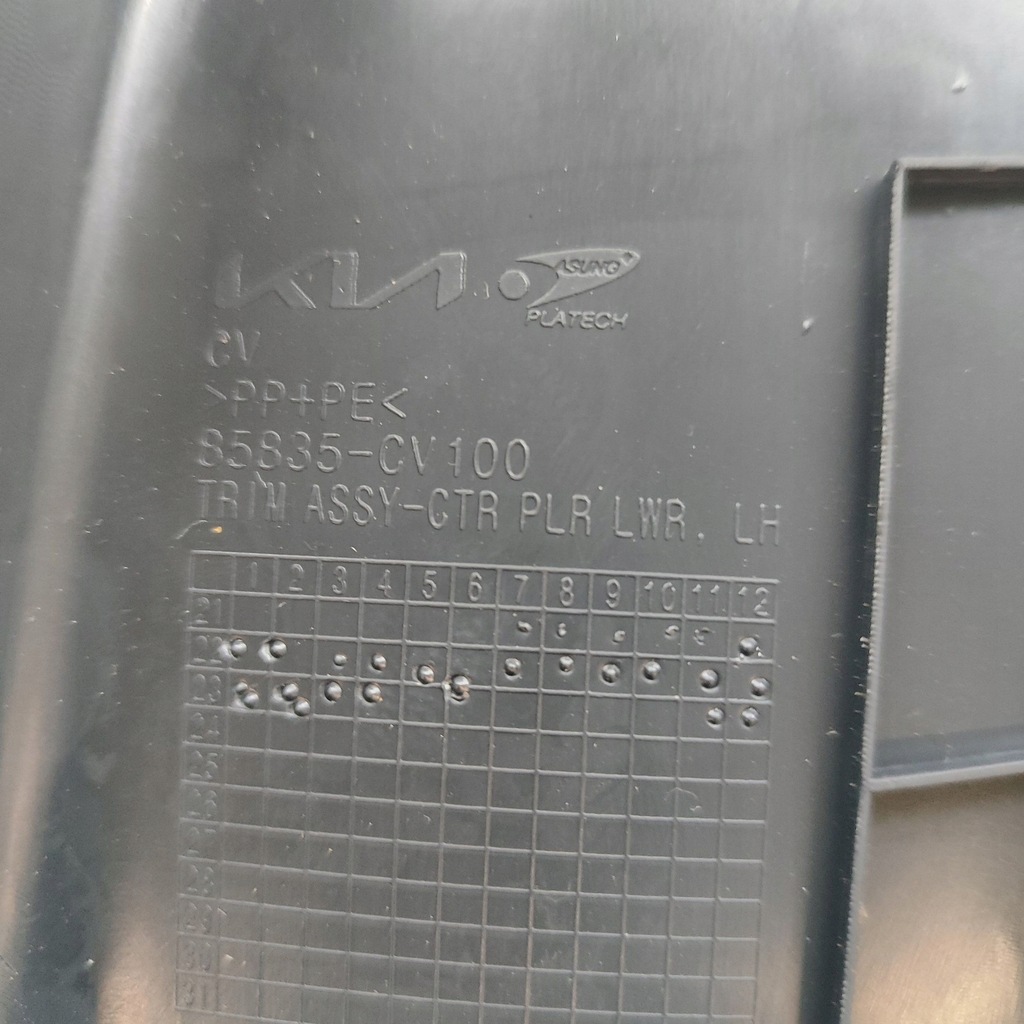 KIA ASUNG
PLATECH
CV
>PP+PE<
85835-CV100
TRIM ASSY-CTR PLR LWR. LH
1 2 3 4 5 6 7 8 9 10 11 12
21
22
23
24
25
26
27
28
29
30
31